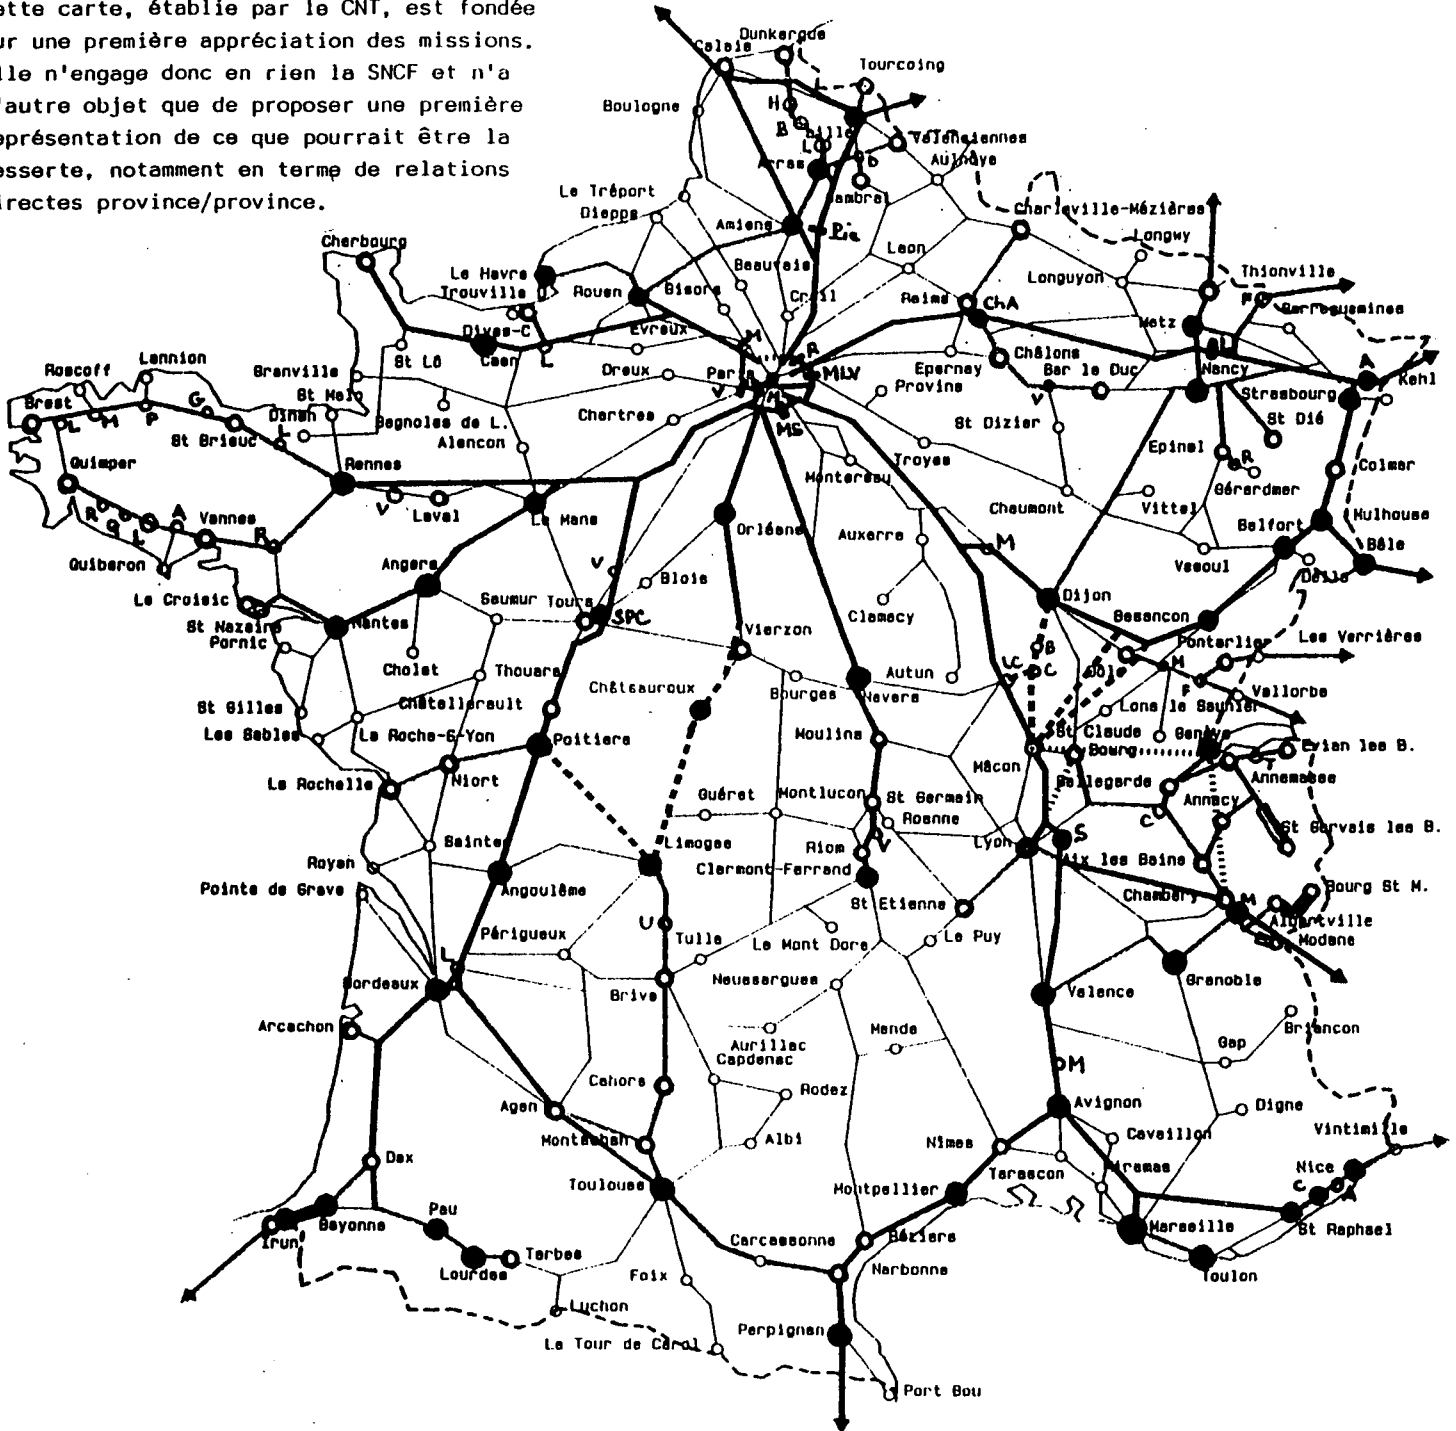 ette carte, établie par le CNT, est fondée
ur une première appréciation des missions.
lle n'engage donc en rien la SNCF et n'a
'autre objet que de proposer une première
eprésentation de ce que pourrait être la
esserte, notamment en terme de relations
irectes province/province.
Dunkerque
Calais
Tourcoing
Boulogne
H
B
Lille
L
Valenciennes
Arras
D
Aulnoye
Cambrai
Le Tréport
Dieppe
Amiens
Pic
Charleville-Mézières
Longwy
Cherbourg
Laon
Beauvais
Longuyon
Thionville
Le Havre
Trouville D
Rouen
Gisors
Creil
Reims
ChA
F
Sarreguemines
Metz
Dives-C
Caen
Evreux
M
R
St Lô
L
Lannion
Roscoff
Granville
Dreux
Paris
MLV
Epernay
Châlons
Bar le Duc
Nancy
A
Kehl
Brest
L
M
P
G
St Malo
Dinan
Bagnoles de L.
V
M
Provins
V
Strasbourg
St Dié
St Brieuc
L
Alencon
Chartres
MS
St Dizier
Epinal
R
Colmar
Quimper
Rennes
Troyes
Montereau
Gérardmer
R
Q
L
A
Vannes
R
V
Laval
Le Mans
Orléans
Chaumont
Vittel
Belfort
Mulhouse
Auxerre
M
Bâle
Quiberon
Angers
V
Blois
Vesoul
Delle
Le Croisic
Saumur
Tours
SPC
Clamecy
Dijon
Besancon
St Nazaire
Pornic
Nantes
Vierzon
Pontarlier
Les Verrières
B
Cholet
Thouars
Châteauroux
Bourges
Nevers
Autun
LC
C
Dole
M
F
Vallorbe
St Gilles
Châtellerault
Lons le Saunier
Les Sables
La Roche-S-Yon
Poitiers
Moulins
St Claude
Genève
Bourg
Evian les B.
Niort
Mâcon
Bellegarde
Annemasse
La Rochelle
Guéret
Montlucon
St Germain
Annecy
Roanne
C
St Gervais les B.
Royan
Sainte
Limoges
Riom
V
Lyon
S
Aix les Bains
Pointe de Grave
Angoulême
Clermont-Ferrand
Chambéry
M
Bourg St M.
St Etienne
Albertville
U
Tulle
Le Mont Dore
Le Puy
Modane
Périgueux
L
Bordeaux
Brive
Neussargues
Valence
Grenoble
Arcachon
Aurillac
Mende
Briancon
Capdenac
Gap
M
Cahors
Rodez
Agen
Avignon
Digne
Montauban
Albi
Nîmes
Cavaillon
Vintimille
Dax
Tarascon
Miramas
Nice
Toulouse
Montpellier
C
A
Pau
Bayonne
Marseille
St Raphael
Irun
Carcassonne
Béziers
Lourdes
Tarbes
Foix
Narbonne
Toulon
Luchon
Perpignan
La Tour de Carol
Port Bou